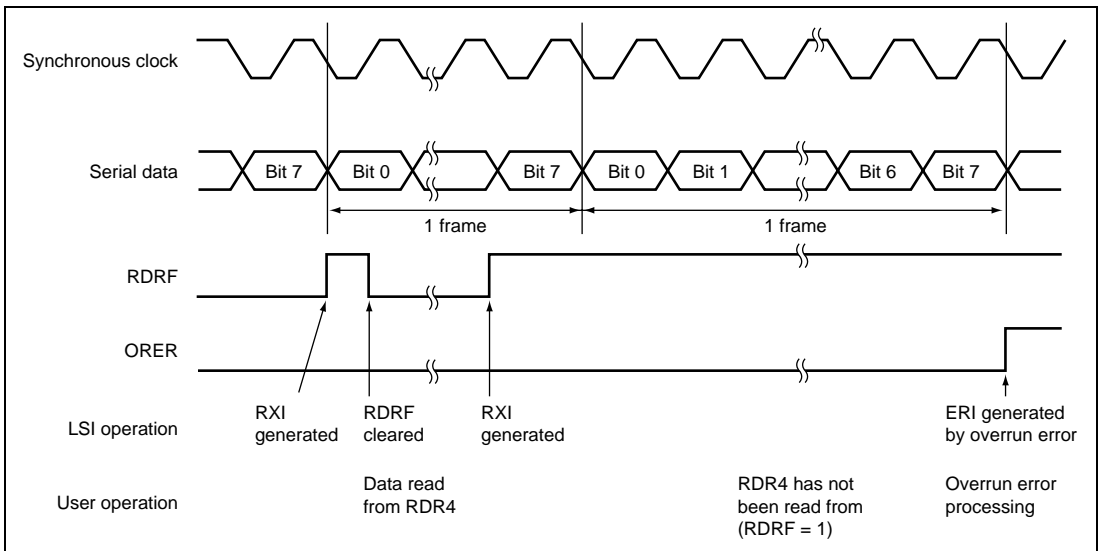 Synchronous clock
Serial data
Bit 7 Bit 0 Bit 7 Bit 0 Bit 1 Bit 6 Bit 7
1 frame 1 frame
RDRF
ORER
LSI operation
RXI
generated
RDRF
cleared
RXI
generated
ERI generated
by overrun error
User operation
Data read
from RDR4
RDR4 has not
been read from
(RDRF = 1)
Overrun error
processing